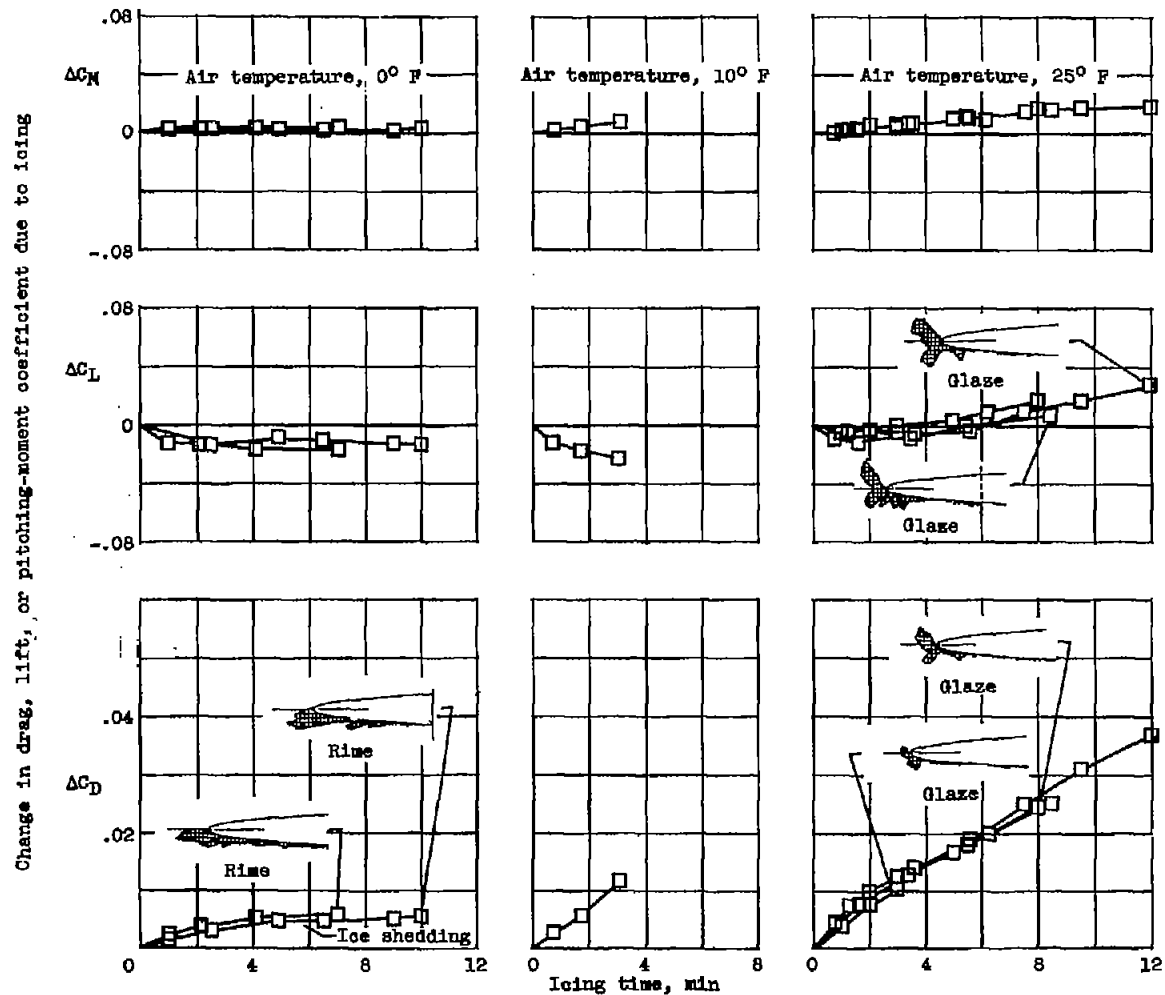 Change in drag, lift, or pitching-moment coefficient due to icing
.08
ΔC_M
Air temperature, 0° F
Air temperature, 10° F
Air temperature, 25° F
0
-.08
.08
ΔC_L
0
-.08
Glaze
Glaze
.04
ΔC_D
.02
0
Rime
Rime
Ice shedding
Glaze
Glaze
0 4 8 12
0 4 8
0 4 8 12
Icing time, min